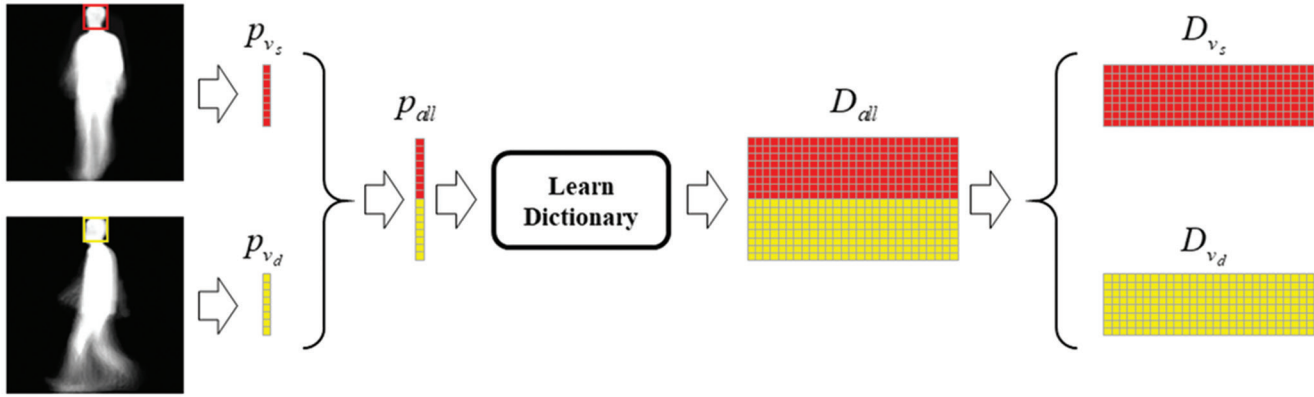 p_{v_s}
p_{v_d}
p_{all}
Learn
Dictionary
D_{all}
D_{v_s}
D_{v_d}